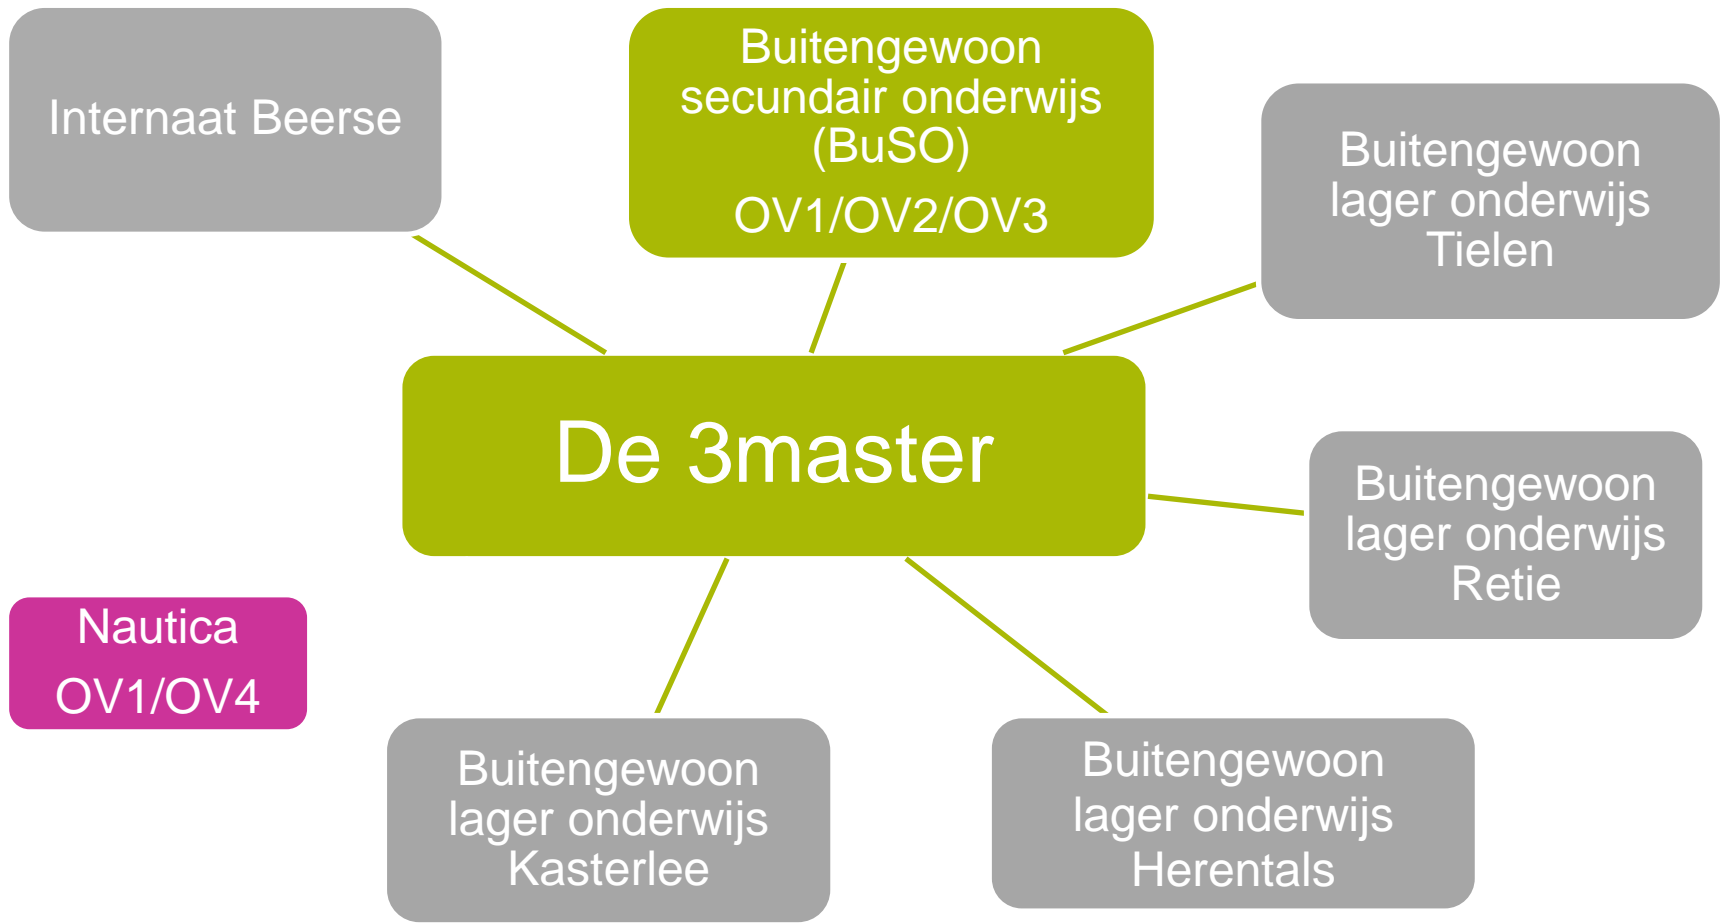 Internaat Beerse
Buitengewoon
secundair onderwijs
(BuSO)
OV1/OV2/OV3
Buitengewoon
lager onderwijs
Tielen
De 3master
Buitengewoon
lager onderwijs
Retie
Nautica
OV1/OV4
Buitengewoon
lager onderwijs
Kasterlee
Buitengewoon
lager onderwijs
Herentals